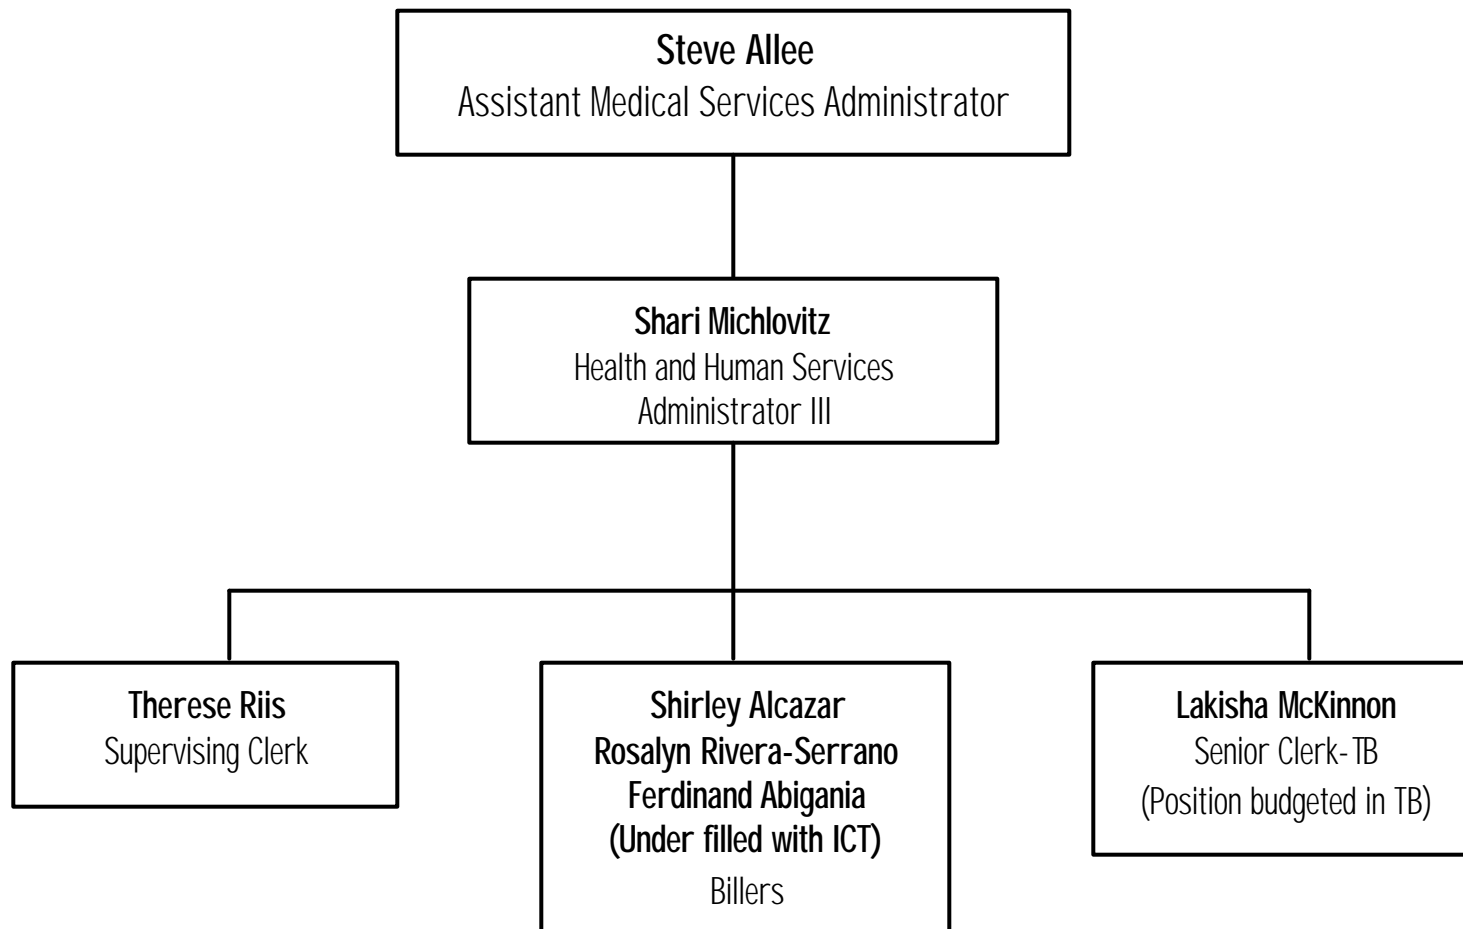 Steve Allee
Assistant Medical Services Administrator
Shari Michlovitz
Health and Human Services
Administrator III
Therese Riis
Supervising Clerk
Shirley Alcazar
Rosalyn Rivera-Serrano
Ferdinand Abigania
(Under filled with ICT)
Billers
Lakisha McKinnon
Senior Clerk-TB
(Position budgeted in TB)